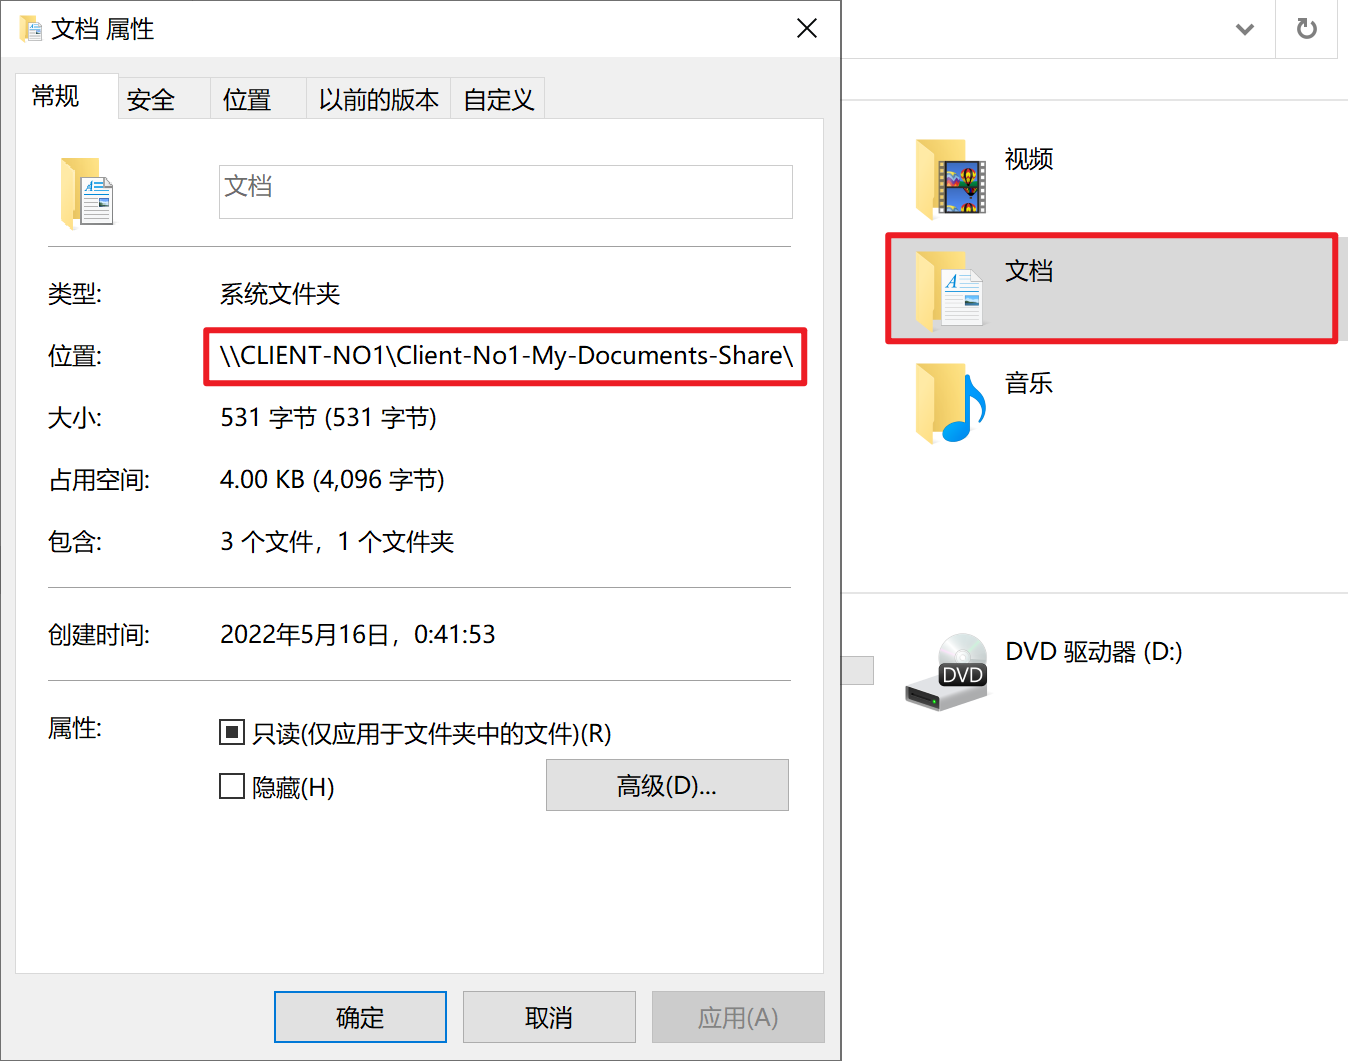 文档 属性
常规
安全
位置
以前的版本
自定义
文档
类型:
系统文件夹
位置:
\\CLIENT-NO1\Client-No1-My-Documents-Share\
大小:
531 字节 (531 字节)
占用空间:
4.00 KB (4,096 字节)
包含:
3 个文件，1 个文件夹
创建时间:
2022年5月16日，0:41:53
属性:
只读(仅应用于文件夹中的文件)(R)
隐藏(H)
高级(D)...
确定
取消
应用(A)
视频
文档
音乐
DVD
DVD 驱动器 (D:)